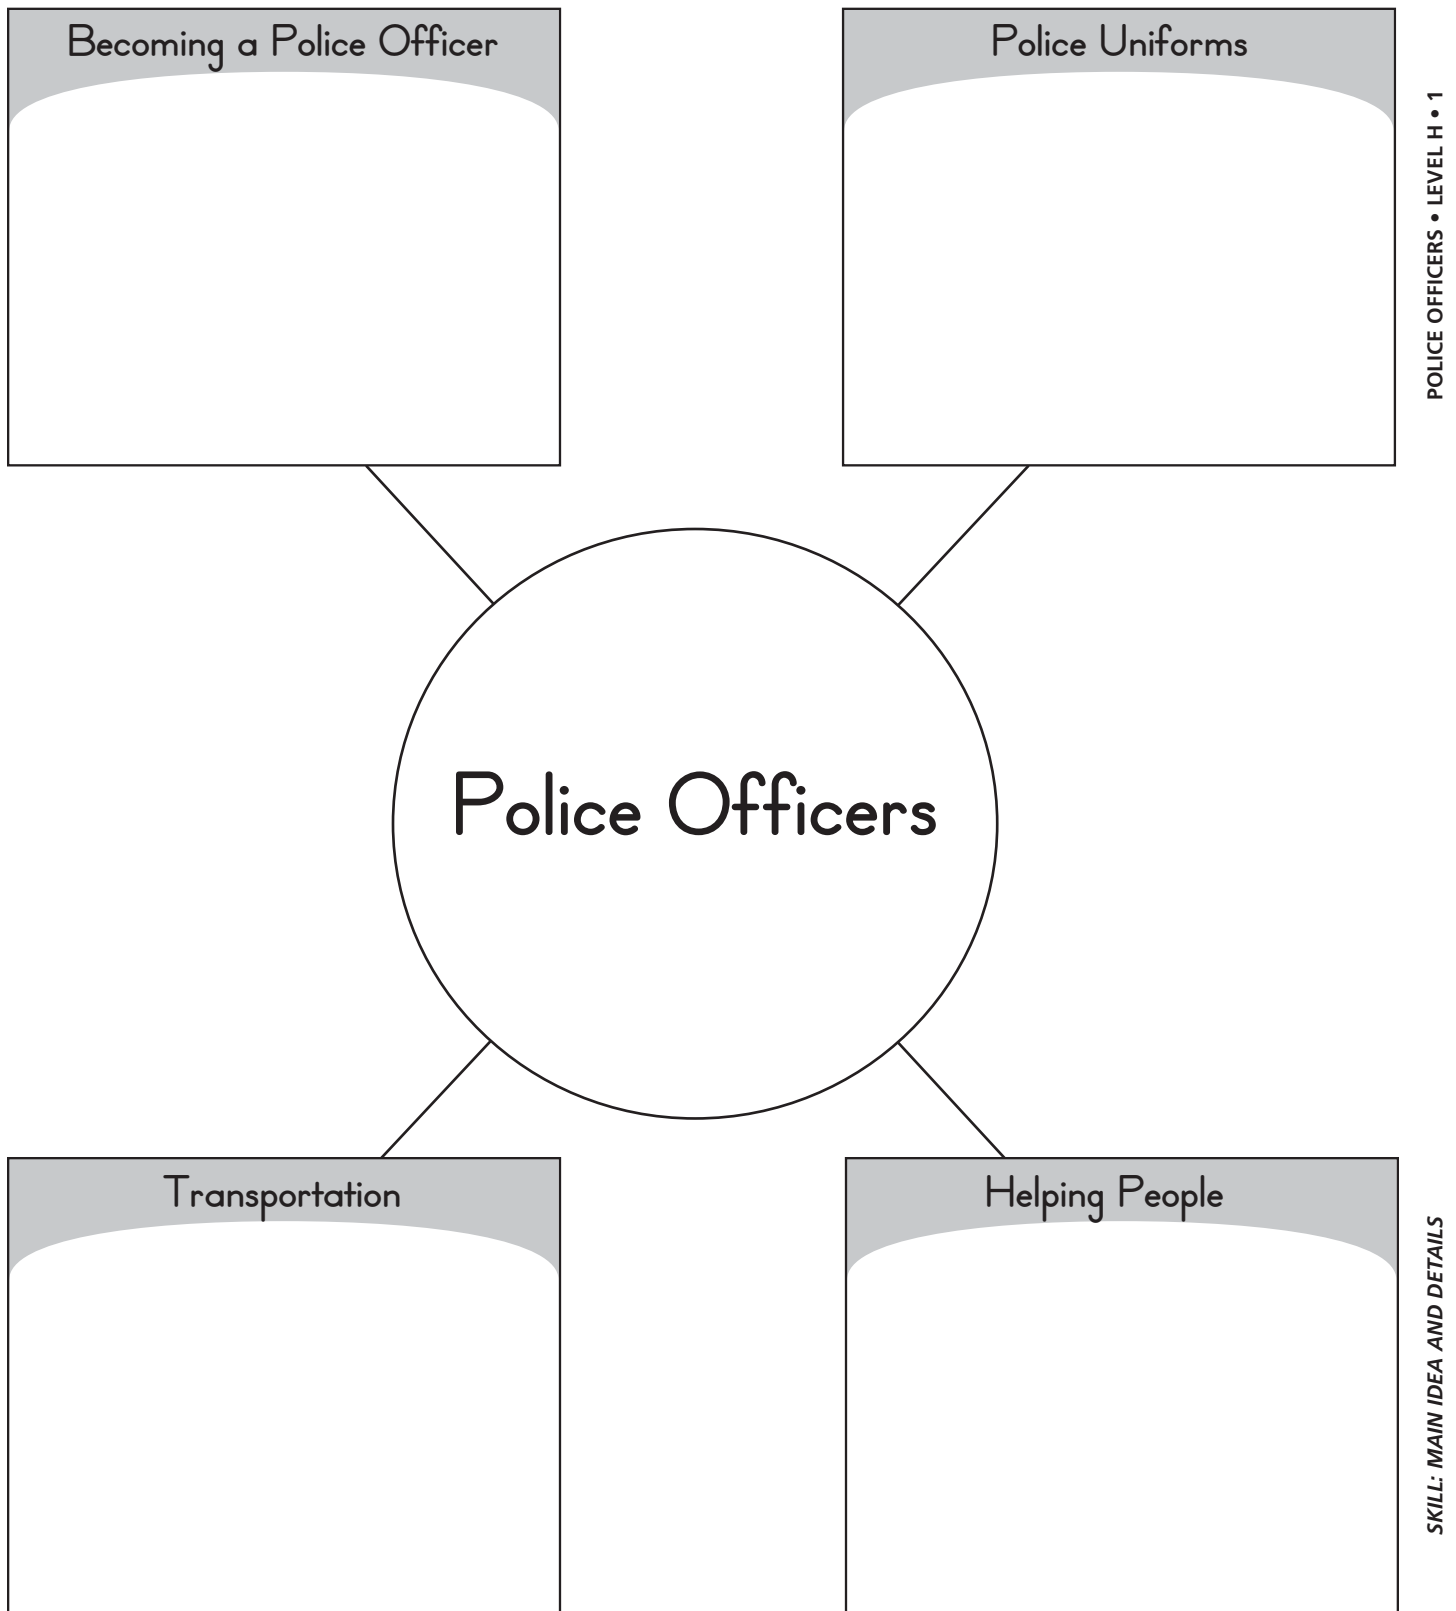 Becoming a Police Officer
Police Uniforms
POLICE OFFICERS • LEVEL H • 1
Police Officers
Transportation
Helping People
SKILL: MAIN IDEA AND DETAILS